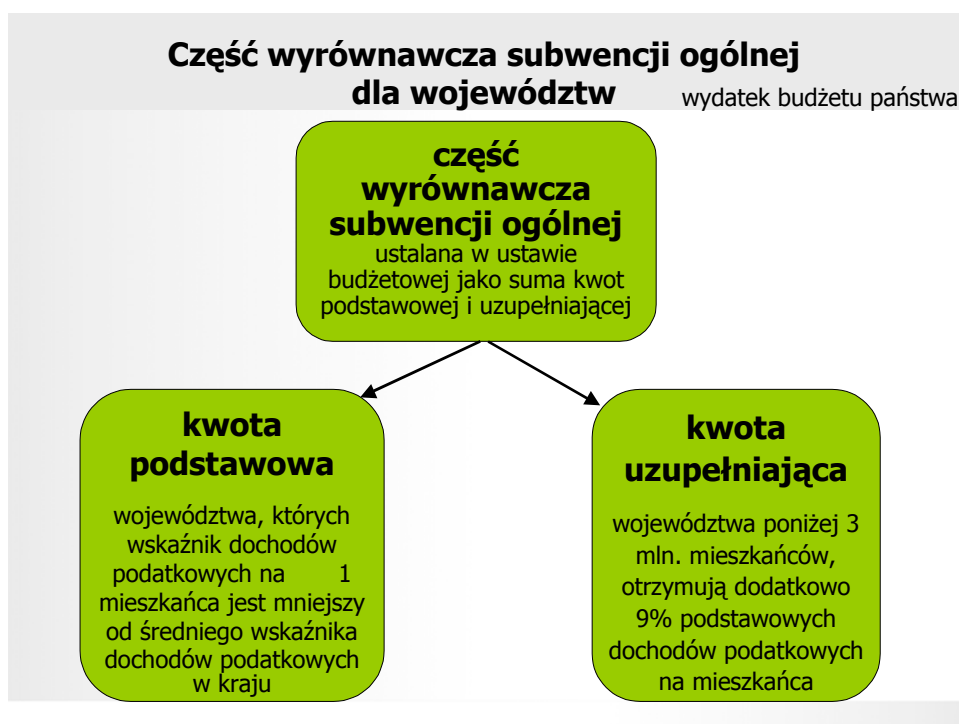 Część wyrównawcza subwencji ogólnej
dla województw
wydatek budżetu państwa
część
wyrównawcza
subwencji ogólnej
ustalana w ustawie
budżetowej jako suma kwot
podstawowej i uzupełniającej
kwota
podstawowa
województwa, których
wskaźnik dochodów
podatkowych na 1
mieszkańca jest mniejszy
od średniego wskaźnika
dochodów podatkowych
w kraju
kwota
uzupełniająca
województwa poniżej 3
mln. mieszkańców,
otrzymują dodatkowo
9% podstawowych
dochodów podatkowych
na mieszkańca